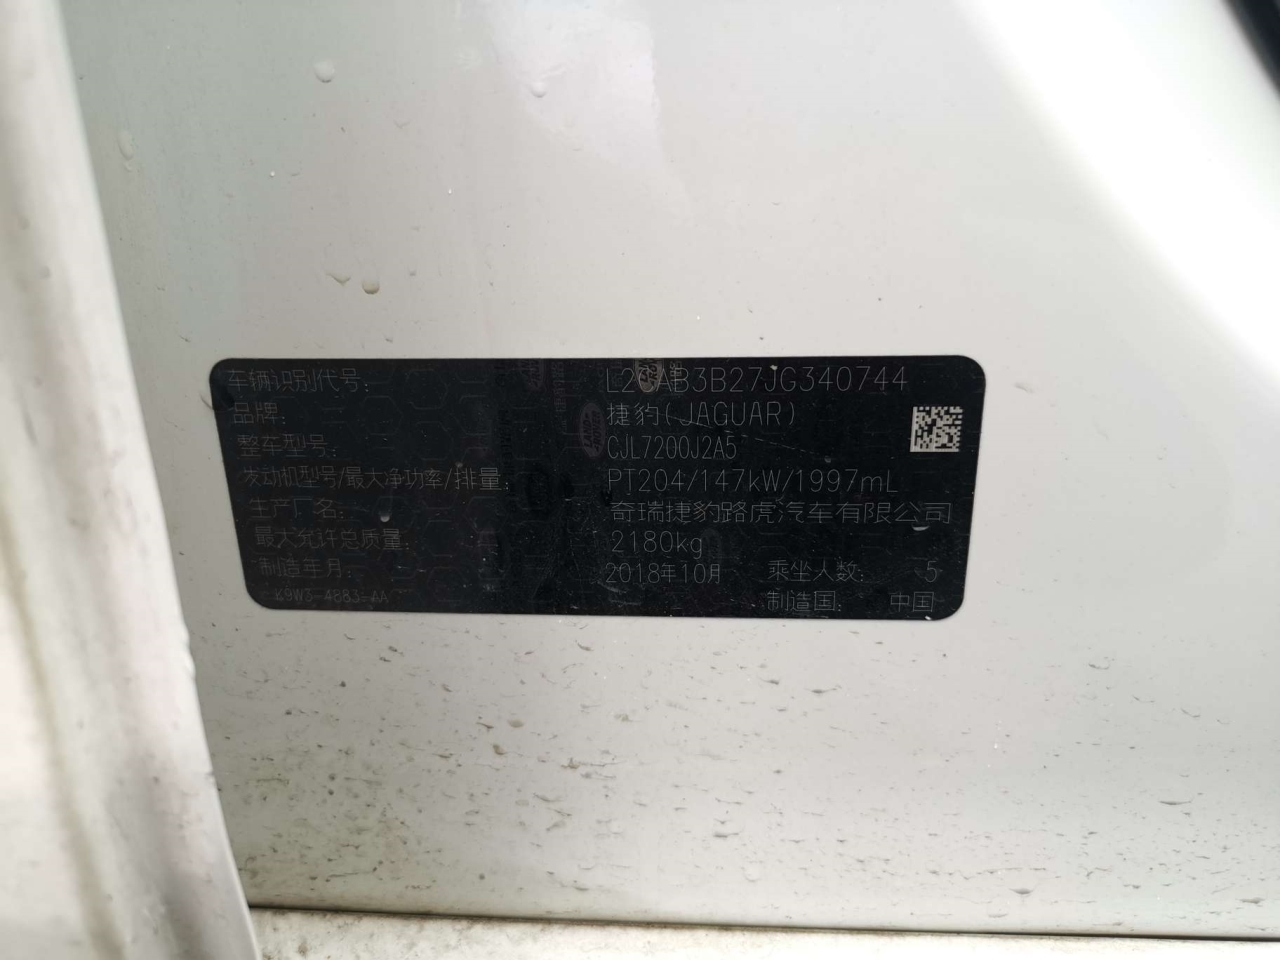 车辆识别代号: L2CAB3B27JG340744
品牌: 捷豹(JAGUAR)
整车型号: CJL7200J2A5
发动机型号/最大净功率/排量: PT204/147kW/1997mL
生产厂名: 奇瑞捷豹路虎汽车有限公司
最大允许总质量: 2180kg
制造年月: 2018年10月 乘坐人数: 5
K9W3-4883-AA 制造国: 中国